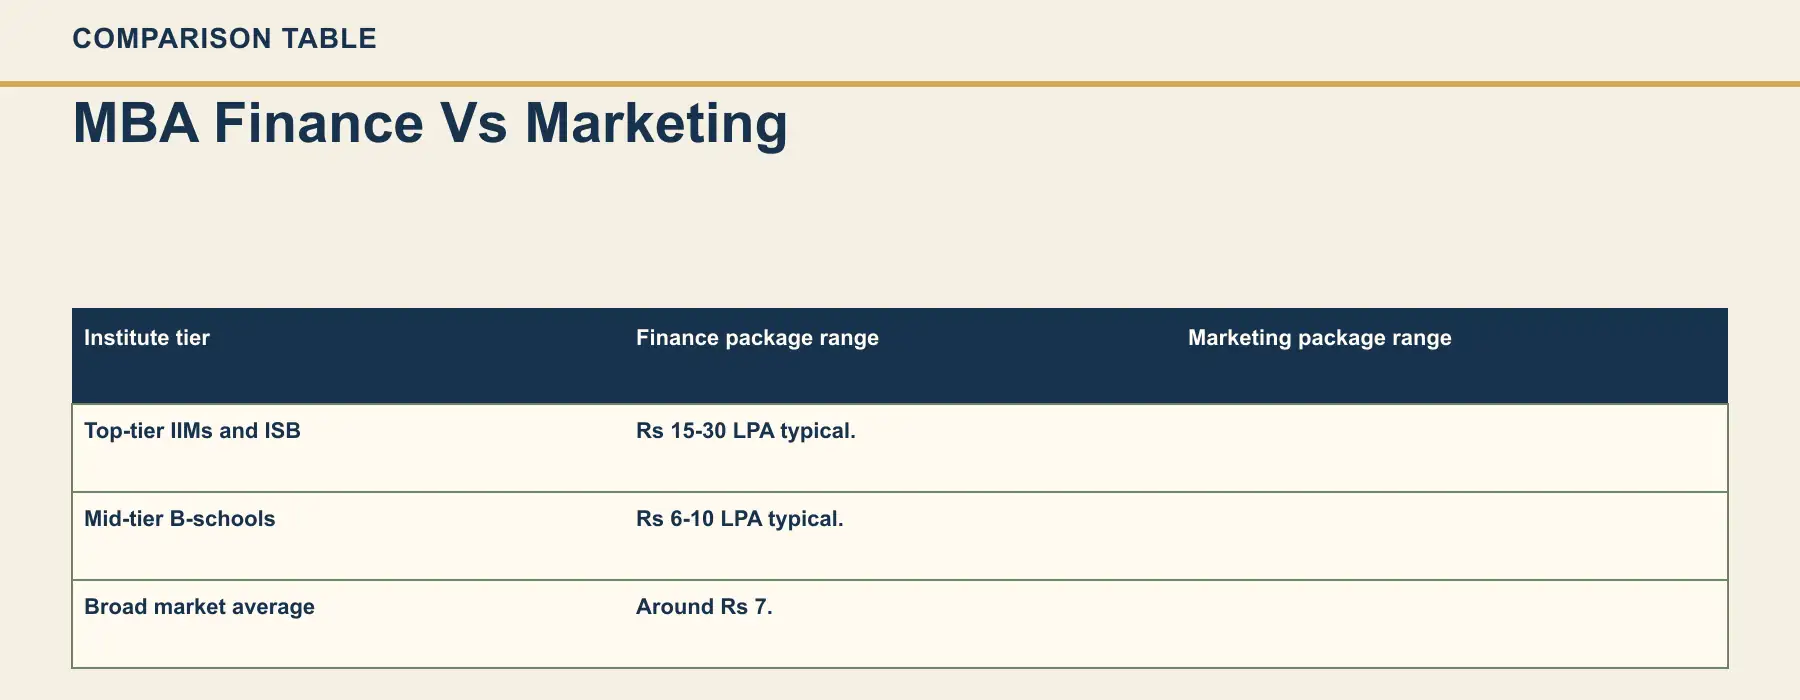 COMPARISON TABLE
MBA Finance Vs Marketing
Institute tier Finance package range Marketing package range
Top-tier IIMs and ISB Rs 15-30 LPA typical.
Mid-tier B-schools Rs 6-10 LPA typical.
Broad market average Around Rs 7.